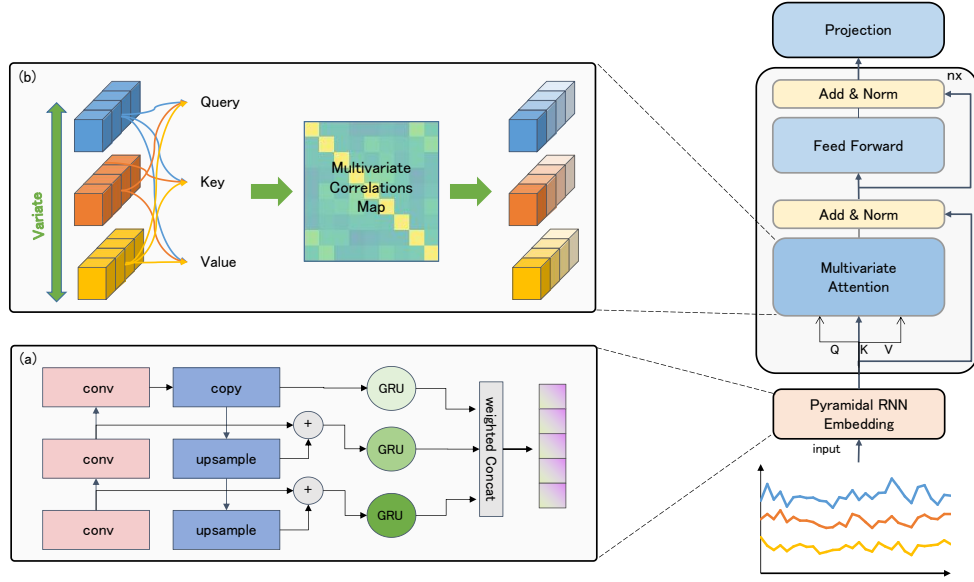 (b)
Variate
Query
Key
Value
Multivariate
Correlations
Map
(a)
conv
copy
GRU
conv
upsample
+
GRU
conv
upsample
+
GRU
weighted Concat
Projection
nx
Add & Norm
Feed Forward
Add & Norm
Multivariate
Attention
Q K V
Pyramidal RNN
Embedding
input